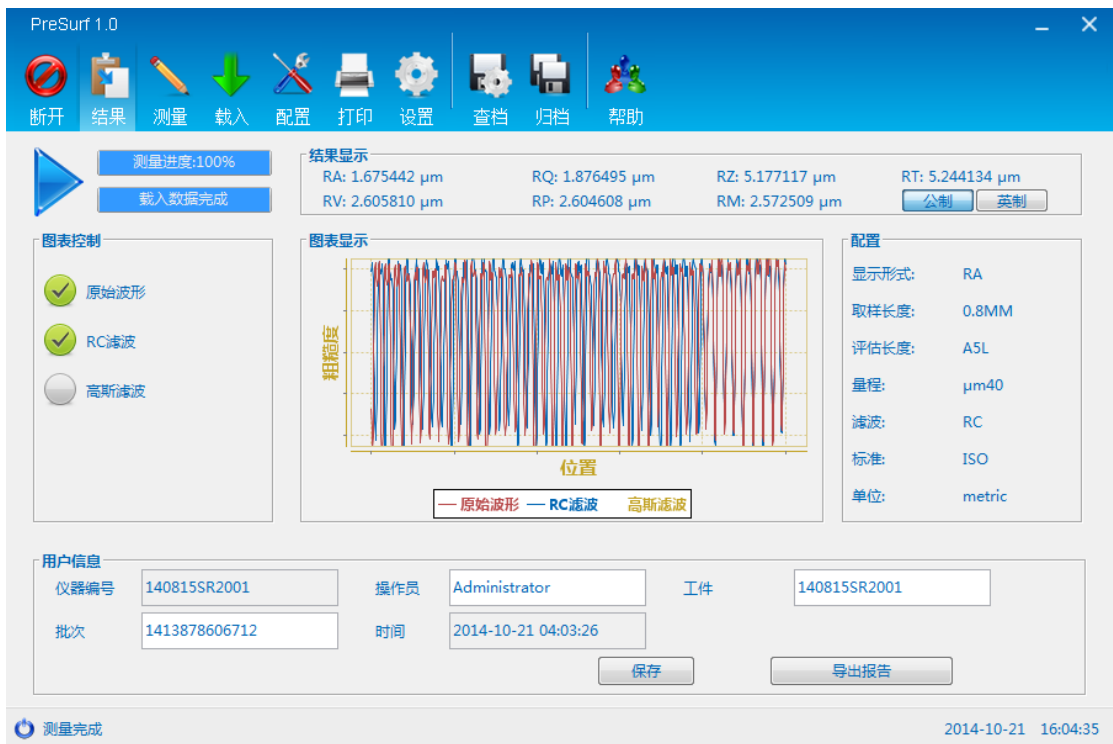 PreSurf 1.0
断开 结果 测量 载入 配置 打印 设置 查档 归档 帮助
测量进度:100%
载入数据完成
结果显示
RA: 1.675442 μm RQ: 1.876495 μm RZ: 5.177117 μm RT: 5.244134 μm
RV: 2.605810 μm RP: 2.604608 μm RM: 2.572509 μm 公制 英制
图表控制
原始波形
RC滤波
高斯滤波
图表显示
粗糙度
位置
原始波形 RC滤波 高斯滤波
配置
显示形式: RA
取样长度: 0.8MM
评估长度: A5L
量程: μm40
滤波: RC
标准: ISO
单位: metric
用户信息
仪器编号 140815SR2001 操作员 Administrator 工件 140815SR2001
批次 1413878606712 时间 2014-10-21 04:03:26
保存 导出报告
测量完成 2014-10-21 16:04:35